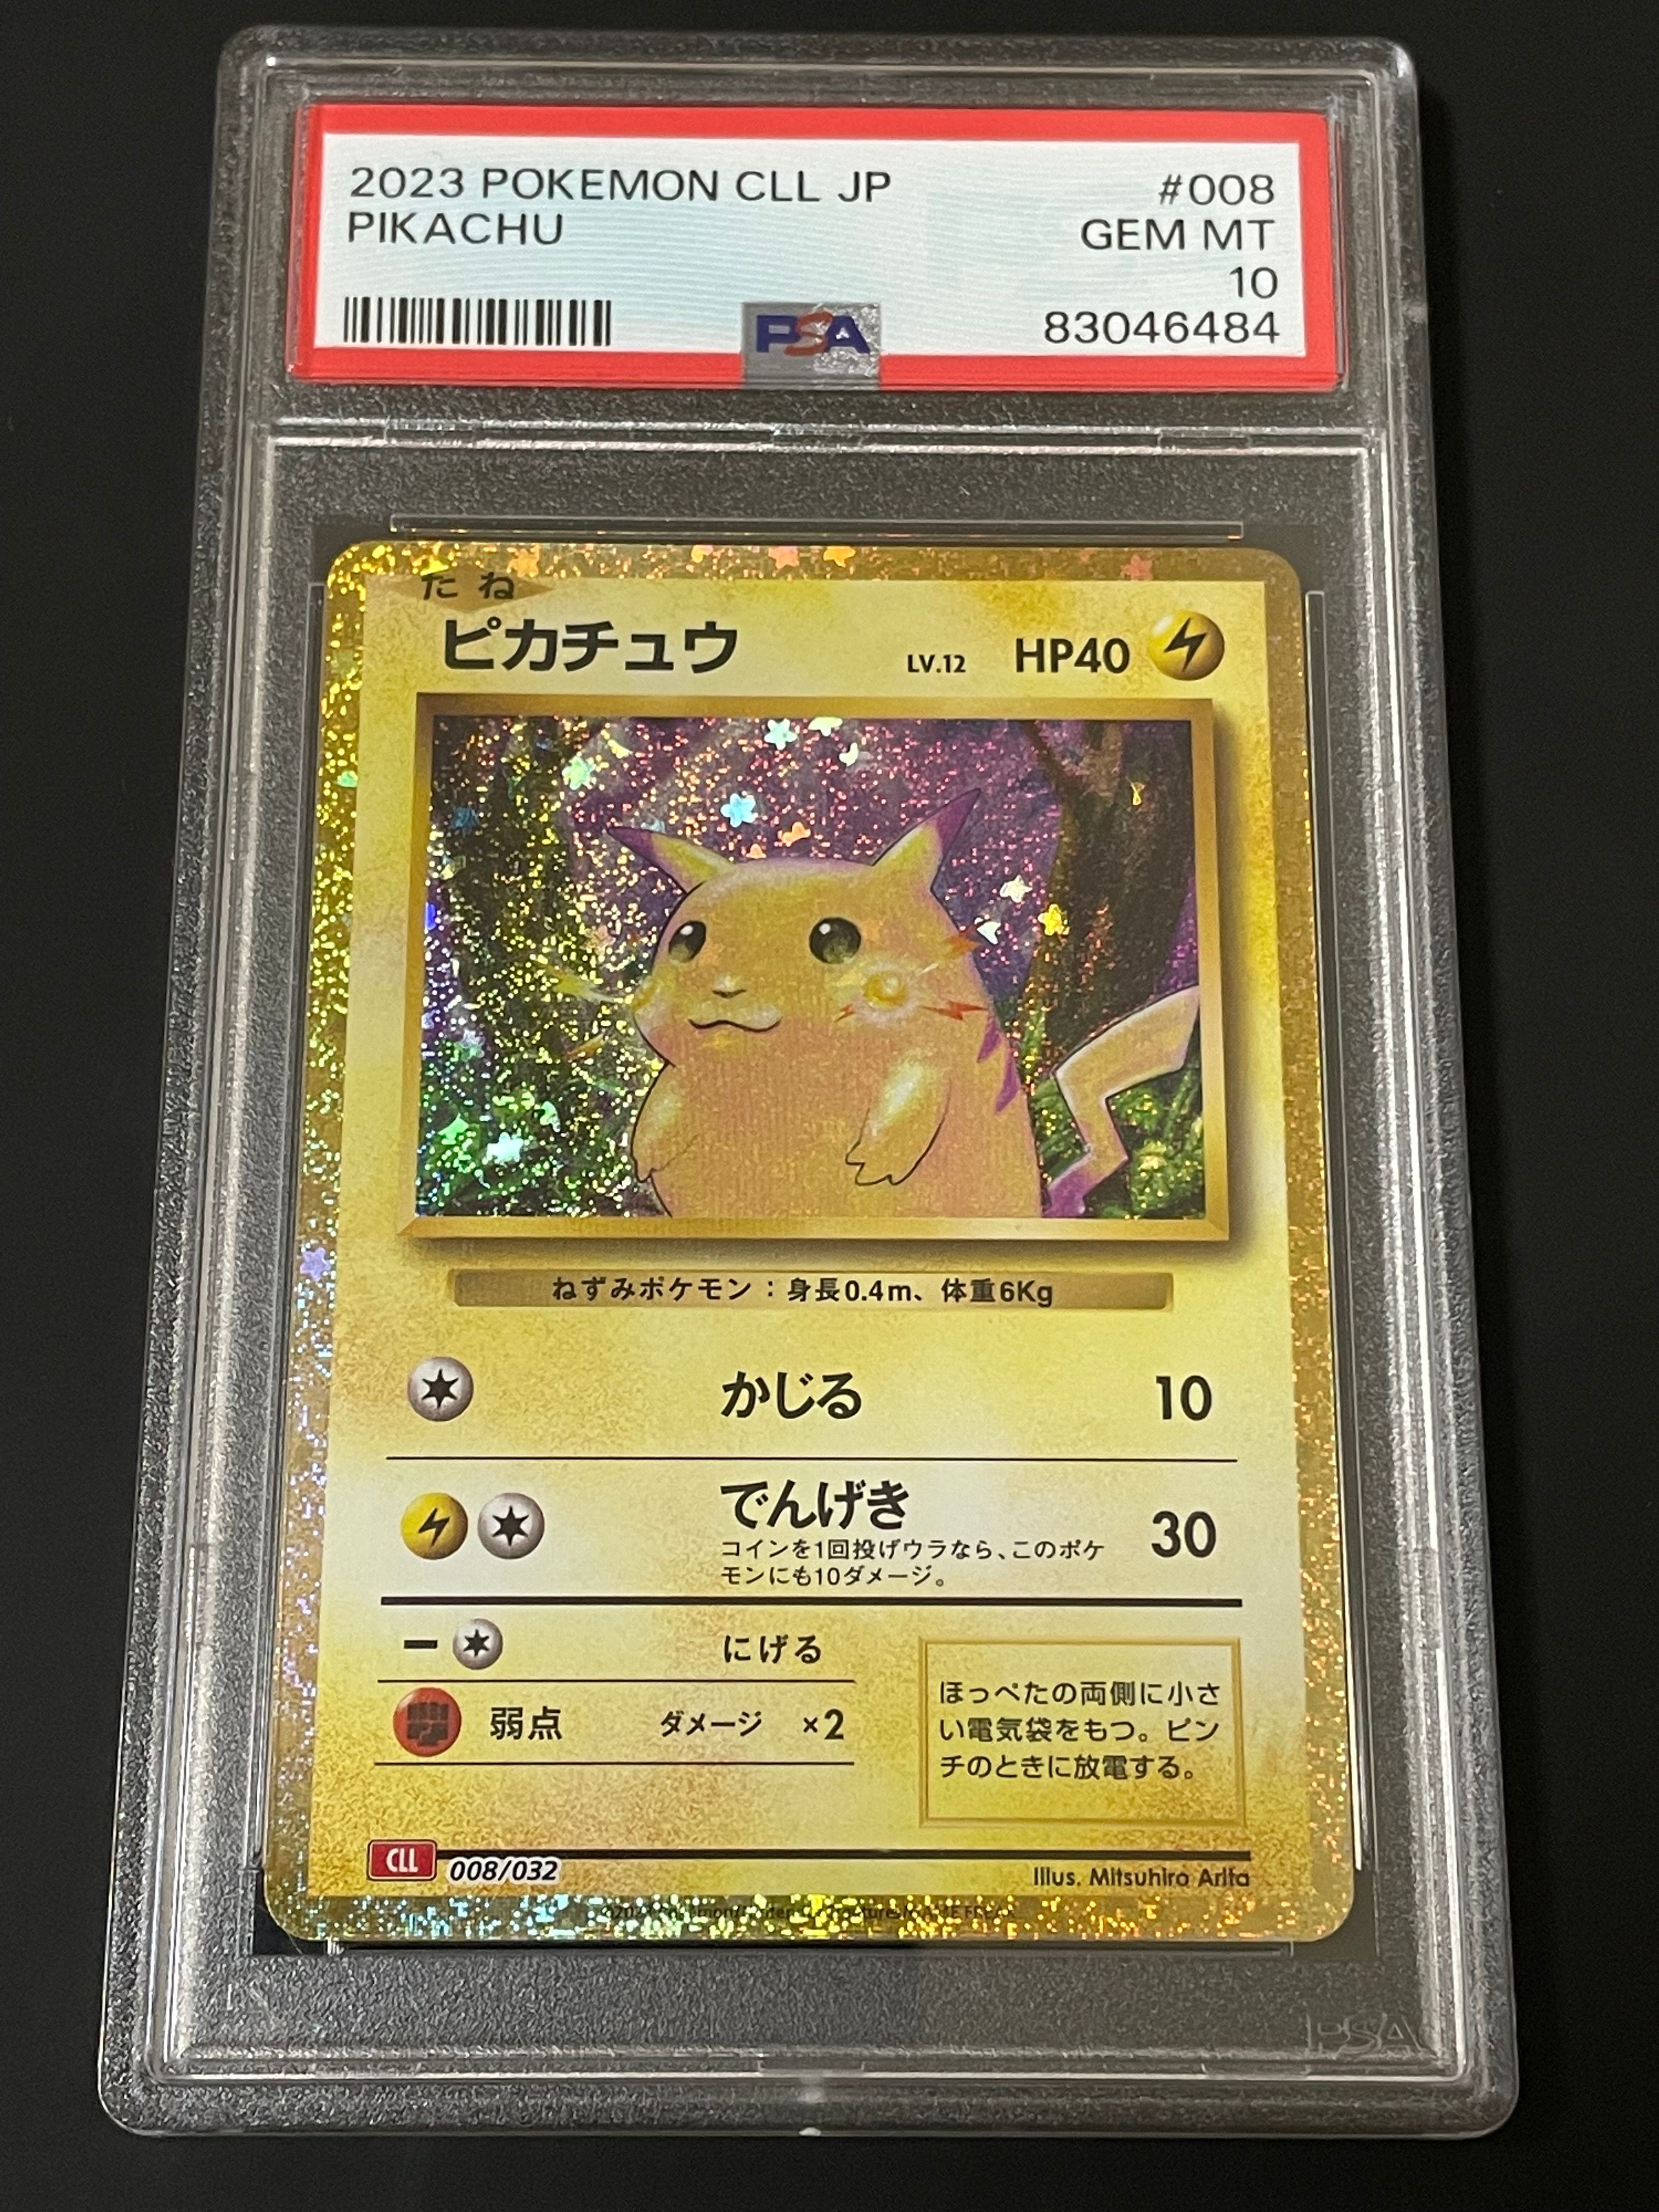 2023 POKEMON CLL JP #008
PIKACHU GEM MT
10
PSA 83046484
たね
ピカチュウ LV.12 HP40
ねずみポケモン：身長0.4m、体重6Kg
かじる 10
でんげき 30
コインを1回投げウラなら、このポケ
モンにも10ダメージ。
にげる
弱点 ダメージ ×2
ほっぺたの両側に小さ
い電気袋をもつ。ピン
チのときに放電する。
CLL 008/032 Illus. Mitsuhiro Arita
FREAK
PSA